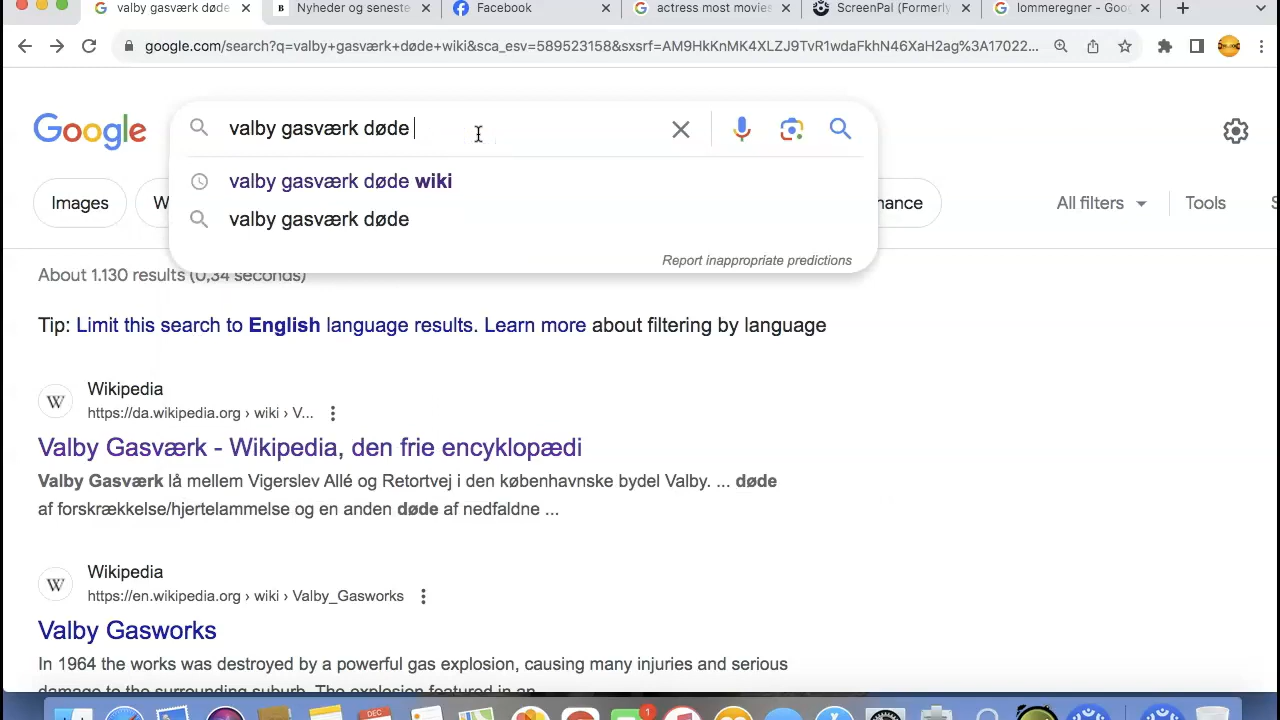 valby gasværk døde
Nyheder og seneste
Facebook
actress most movies
ScreenPal (Formerly
lommeregner - Goo
google.com/search?q=valby+gasværk+døde+wiki&sca_esv=589523158&sxsrf=AM9HkKnMK4XLZJ9TvR1wdaFkhN46XaH2ag%3A17022...
Google
valby gasværk døde
valby gasværk døde wiki
valby gasværk døde
Report inappropriate predictions
Images
All filters
Tools
About 1.130 results (0,34 seconds)
Tip: Limit this search to English language results. Learn more about filtering by language
Wikipedia
https://da.wikipedia.org › wiki › V...
Valby Gasværk - Wikipedia, den frie encyklopædi
Valby Gasværk lå mellem Vigerslev Allé og Retortvej i den københavnske bydel Valby. ... døde
af forskrækkelse/hjertelammelse og en anden døde af nedfaldne ...
Wikipedia
https://en.wikipedia.org › wiki › Valby_Gasworks
Valby Gasworks
In 1964 the works was destroyed by a powerful gas explosion, causing many injuries and serious
damage to the surrounding suburb. The explosion featured in an
DEC
1